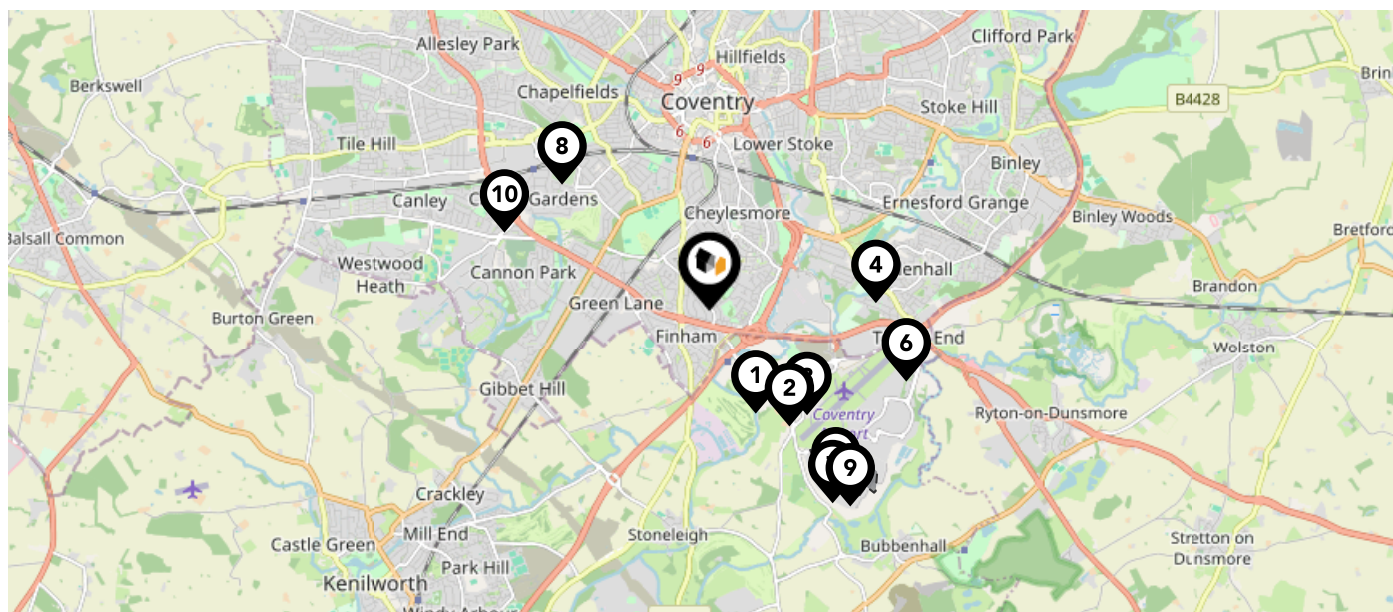 Allesley Park
Clifford Park
Hillfields
Berkswell
9
9
Chapelfields
Coventry
B4428
Stoke Hill
6
6
Tile Hill
8
Lower Stoke
Binley
10
Canley
Gardens
Cheylesmore
Ernesford Grange
Binley Woods
Balsall Common
Westwood
Heath
Cannon Park
4
Brandon
Green Lane
Burton Green
Finham
6
End
Wolston
1
2
Gibbet Hill
Coventry
Ryton-on-Dunsmore
9
Crackley
Mill End
Stoneleigh
Castle Green
Bubbenhall
Stretton on
Dunsmore
Park Hill
Kenilworth